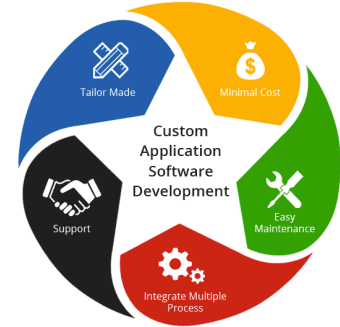 Tailor Made
Minimal Cost
Custom
Application
Software
Development
Easy
Maintenance
Support
Integrate Multiple
Process